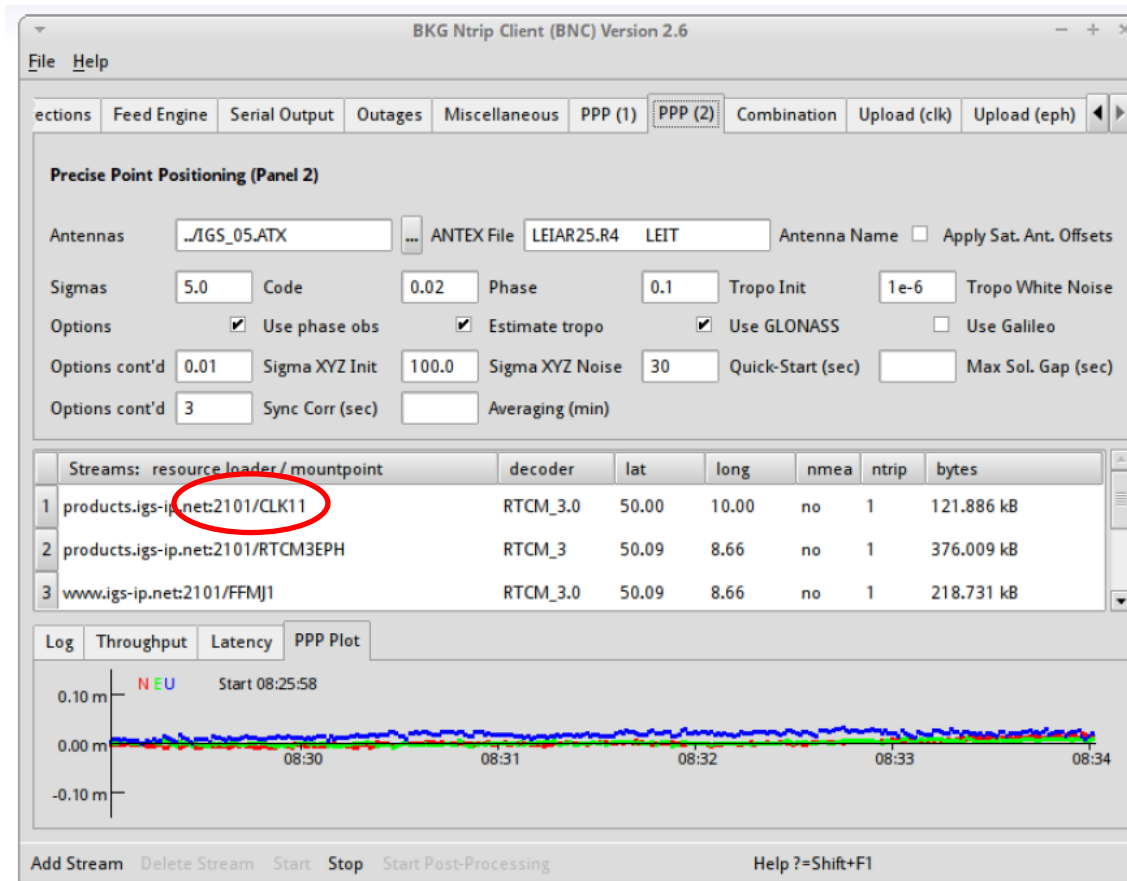 BKG Ntrip Client (BNC) Version 2.6
File Help
ections Feed Engine Serial Output Outages Miscellaneous PPP (1) PPP (2) Combination Upload (clk) Upload (eph)
Precise Point Positioning (Panel 2)
Antennas ../IGS_05.ATX ... ANTEX File LEIAR25.R4 LEIT Antenna Name Apply Sat. Ant. Offsets
Sigmas 5.0 Code 0.02 Phase 0.1 Tropo Init 1e-6 Tropo White Noise
Options Use phase obs Estimate tropo Use GLONASS Use Galileo
Options cont'd 0.01 Sigma XYZ Init 100.0 Sigma XYZ Noise 30 Quick-Start (sec) Max Sol. Gap (sec)
Options cont'd 3 Sync Corr (sec) Averaging (min)
Streams: resource loader / mountpoint decoder lat long nmea ntrip bytes
1 products.igs-ip.net:2101/CLK11 RTCM_3.0 50.00 10.00 no 1 121.886 kB
2 products.igs-ip.net:2101/RTCM3EPH RTCM_3 50.09 8.66 no 1 376.009 kB
3 www.igs-ip.net:2101/FFMJ1 RTCM_3.0 50.09 8.66 no 1 218.731 kB
Log Throughput Latency PPP Plot
N E U Start 08:25:58
0.10 m
0.00 m
08:30 08:31 08:32 08:33 08:34
-0.10 m
Add Stream Delete Stream Start Stop Start Post-Processing Help ?=Shift+F1